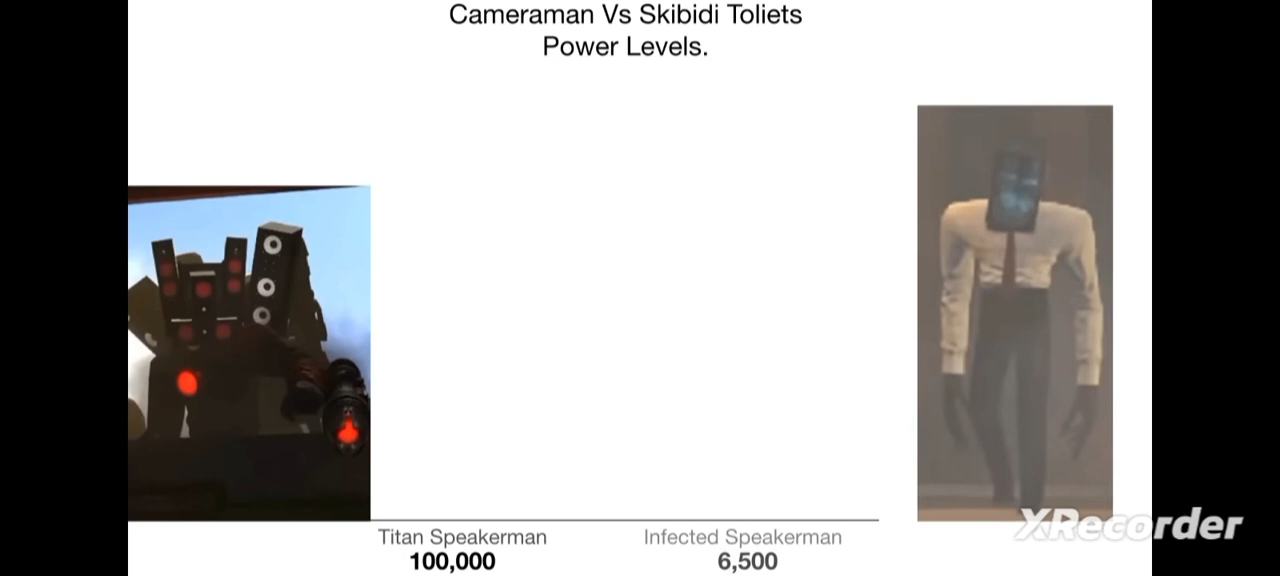 Cameraman Vs Skibidi Toliets
Power Levels.
Titan Speakerman
100,000
Infected Speakerman
6,500
XRecorder